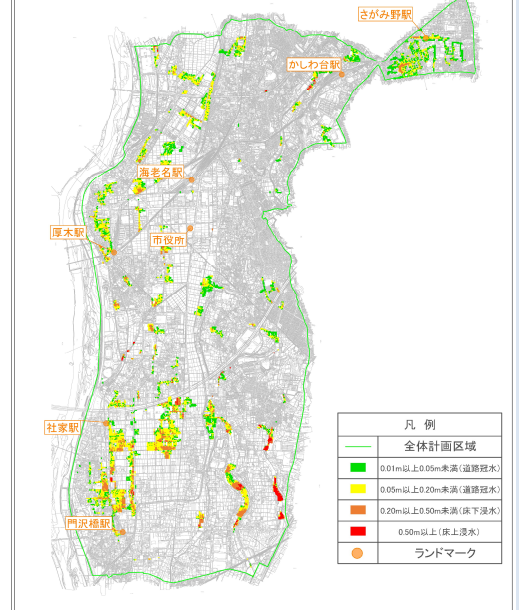 さがみ野駅
かしわ台駅
海老名駅
厚木駅
市役所
社家駅
門沢橋駅
凡 例
全体計画区域
0.01m以上0.05m未満(道路冠水)
0.05m以上0.20m未満(道路冠水)
0.20m以上0.50m未満(床下浸水)
0.50m以上(床上浸水)
ランドマーク